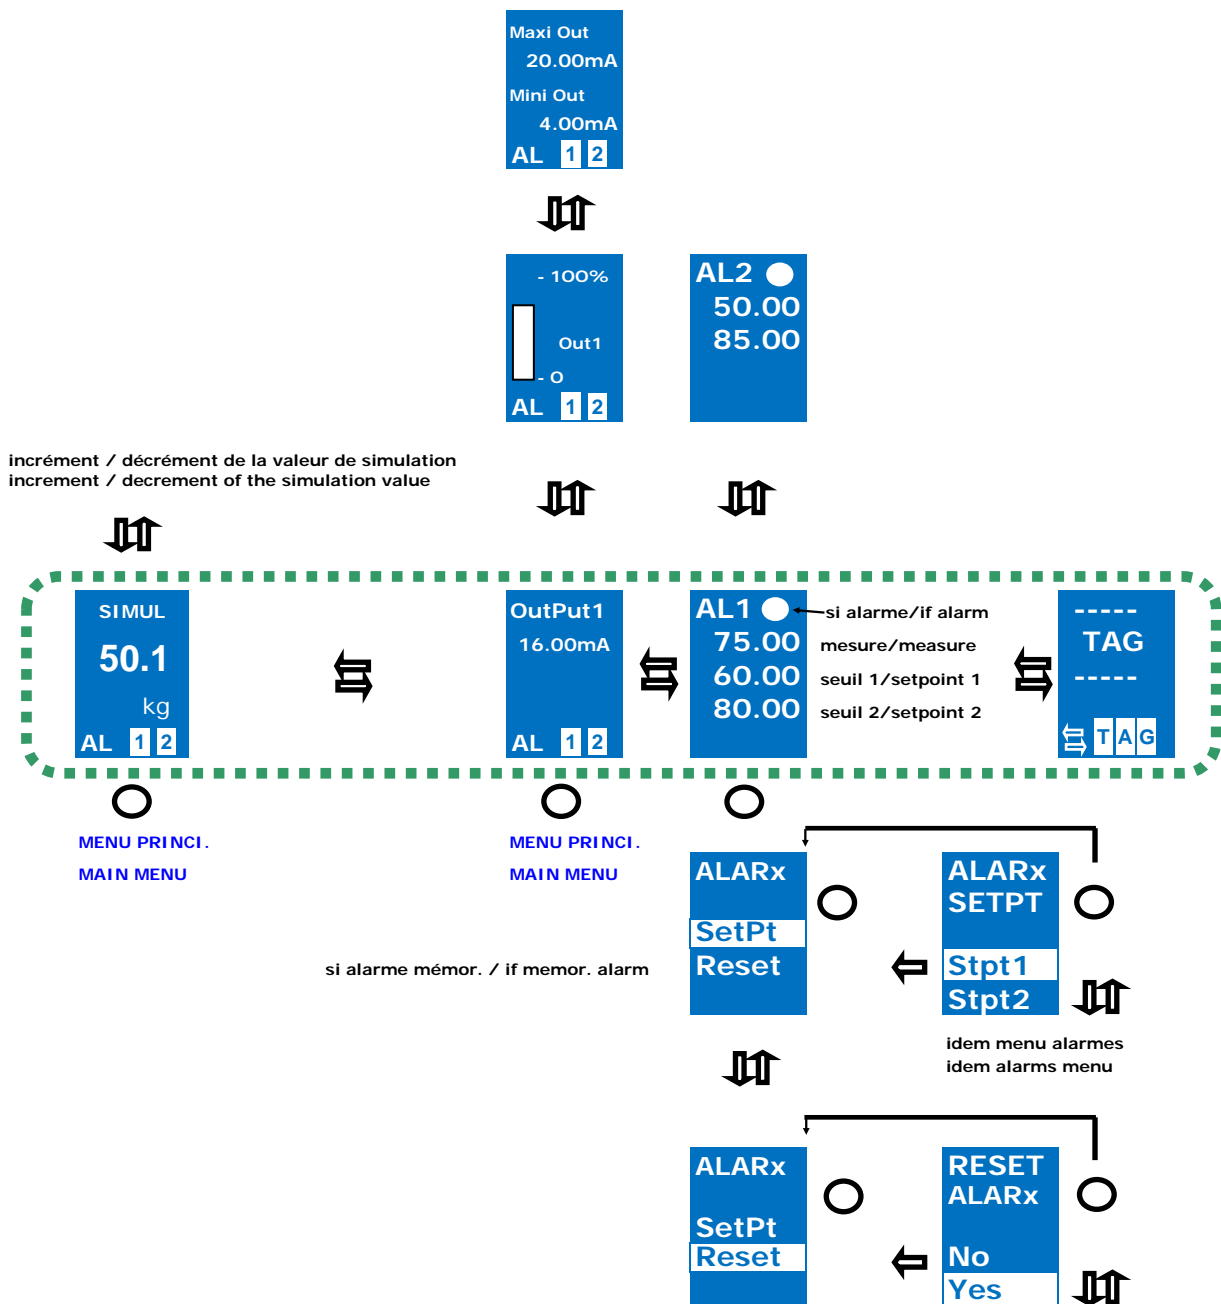 Maxi Out
20.00mA
Mini Out
4.00mA
AL 1 2
- 100%
Out1
- 0
AL 1 2
AL2
50.00
85.00
incrément / décrément de la valeur de simulation
increment / decrement of the simulation value
SIMUL
50.1
kg
AL 1 2
OutPut1
16.00mA
AL 1 2
AL1
75.00
60.00
80.00
si alarme/if alarm
mesure/measure
seuil 1/setpoint 1
seuil 2/setpoint 2
-----
TAG
-----
TAG
MENU PRINCI.
MAIN MENU
MENU PRINCI.
MAIN MENU
si alarme mémor. / if memor. alarm
ALARx
SetPt
Reset
ALARx
SETPT
Stpt1
Stpt2
idem menu alarmes
idem alarms menu
ALARx
SetPt
Reset
RESET
ALARx
No
Yes